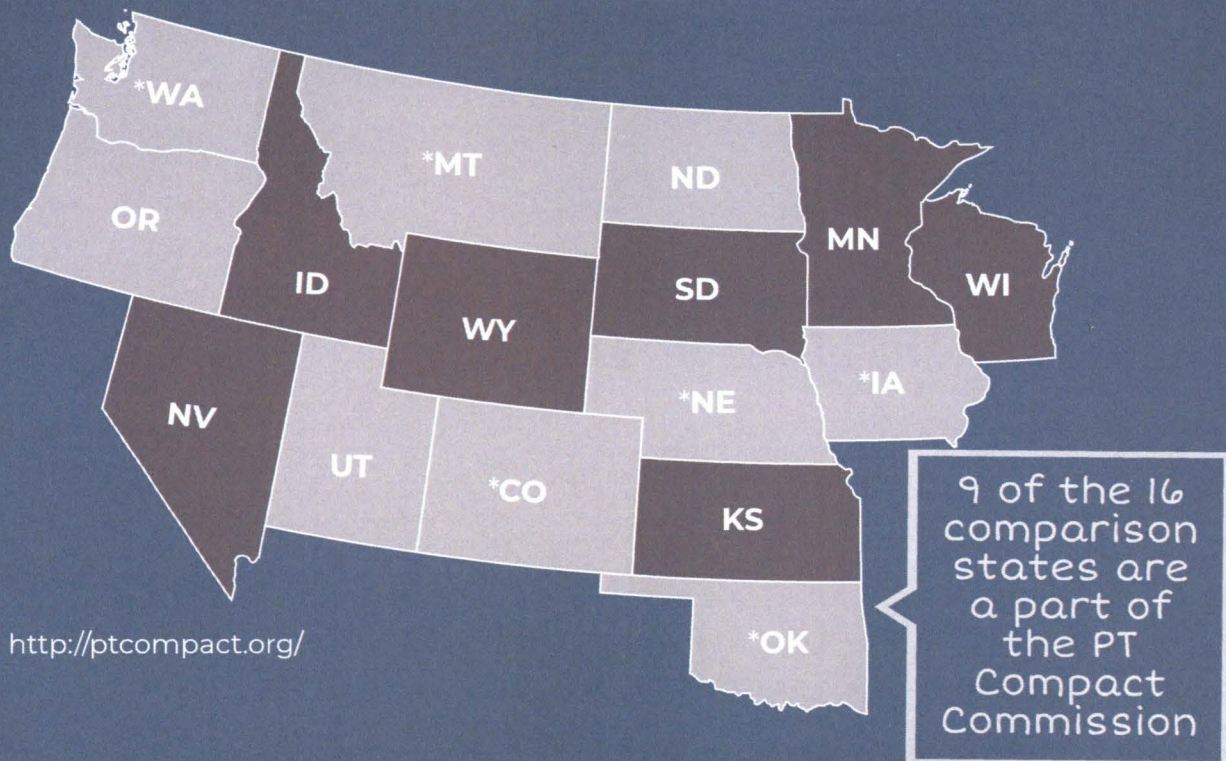 *WA
*MT
ND
OR
MN
ID
SD
WI
WY
*NE
*IA
NV
UT
*CO
KS
*OK
9 of the 16
comparison
states are
a part of
the PT
Compact
Commission
http://ptcompact.org/